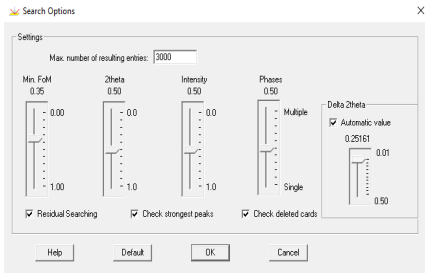 Search Options
Settings
Max. number of resulting entries: 3000
Min. FoM 2theta Intensity Phases
0.35 0.50 0.50 0.50
Delta 2theta
0.00 0.0 0.0 Multiple
Automatic value
0.25161
0.01
1.00 1.0 1.0 Single
0.50
Residual Searching Check strongest peaks Check deleted cards
Help Default OK Cancel